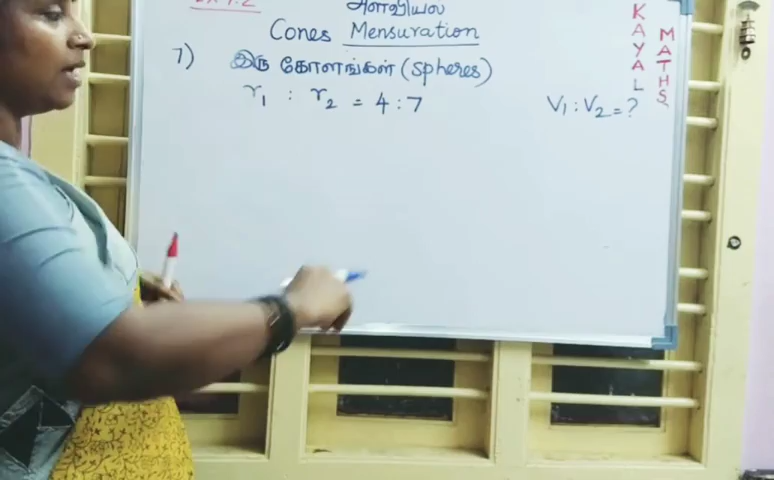 அளவியல்
Cones Mensuration
7) இரு கோளங்கள் (spheres)
r₁ : r₂ = 4 : 7
V₁ : V₂ = ?
KAYAL
MATHS